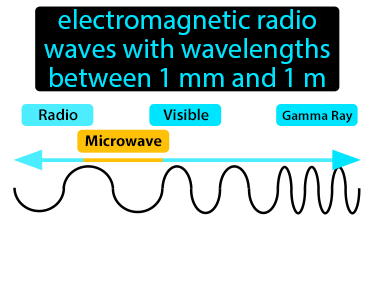 electromagnetic radio
waves with wavelengths
between 1 mm and 1 m
Radio
Visible
Gamma Ray
Microwave